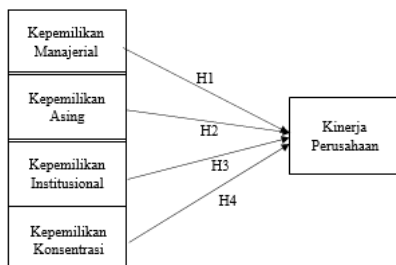 Kepemilikan
Manajerial
H1
Kepemilikan
Asing
H2
Kinerja
Perusahaan
Kepemilikan
Institusional
H3
H4
Kepemilikan
Konsentrasi